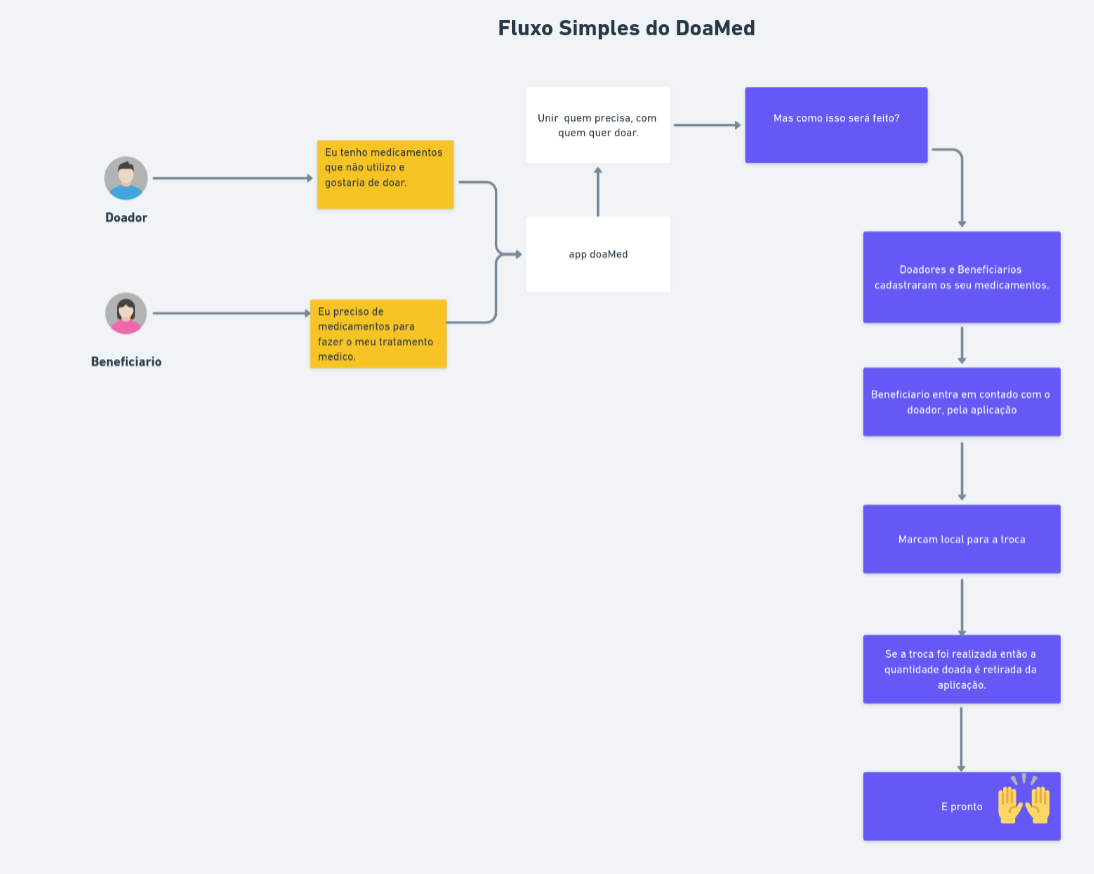 Fluxo Simples do DoaMed
Doador
Eu tenho medicamentos
que não utilizo e
gostaria de doar.
Beneficiario
Eu preciso de
medicamentos para
fazer o meu tratamento
medico.
app doaMed
Unir quem precisa, com
quem quer doar.
Mas como isso será feito?
Doadores e Beneficiarios
cadastraram os seu medicamentos.
Beneficiario entra em contado com o
doador, pela aplicação
Marcam local para a troca
Se a troca foi realizada então a
quantidade doada é retirada da
aplicação.
E pronto